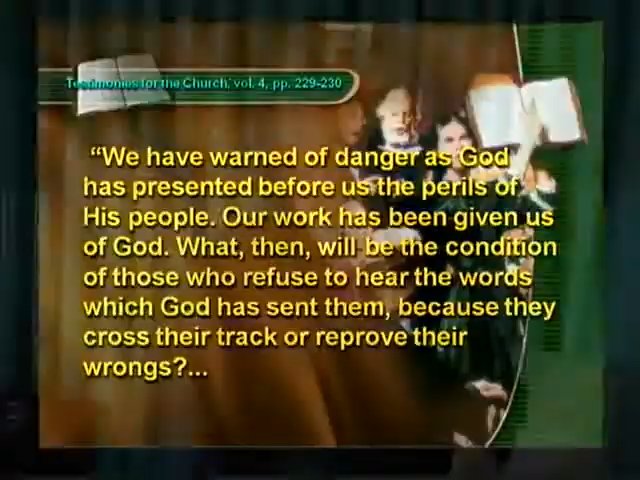 Testimonies for the Church, vol. 4, pp. 229-230
“We have warned of danger as God
has presented before us the perils of
His people. Our work has been given us
of God. What, then, will be the condition
of those who refuse to hear the words
which God has sent them, because they
cross their track or reprove their
wrongs?...